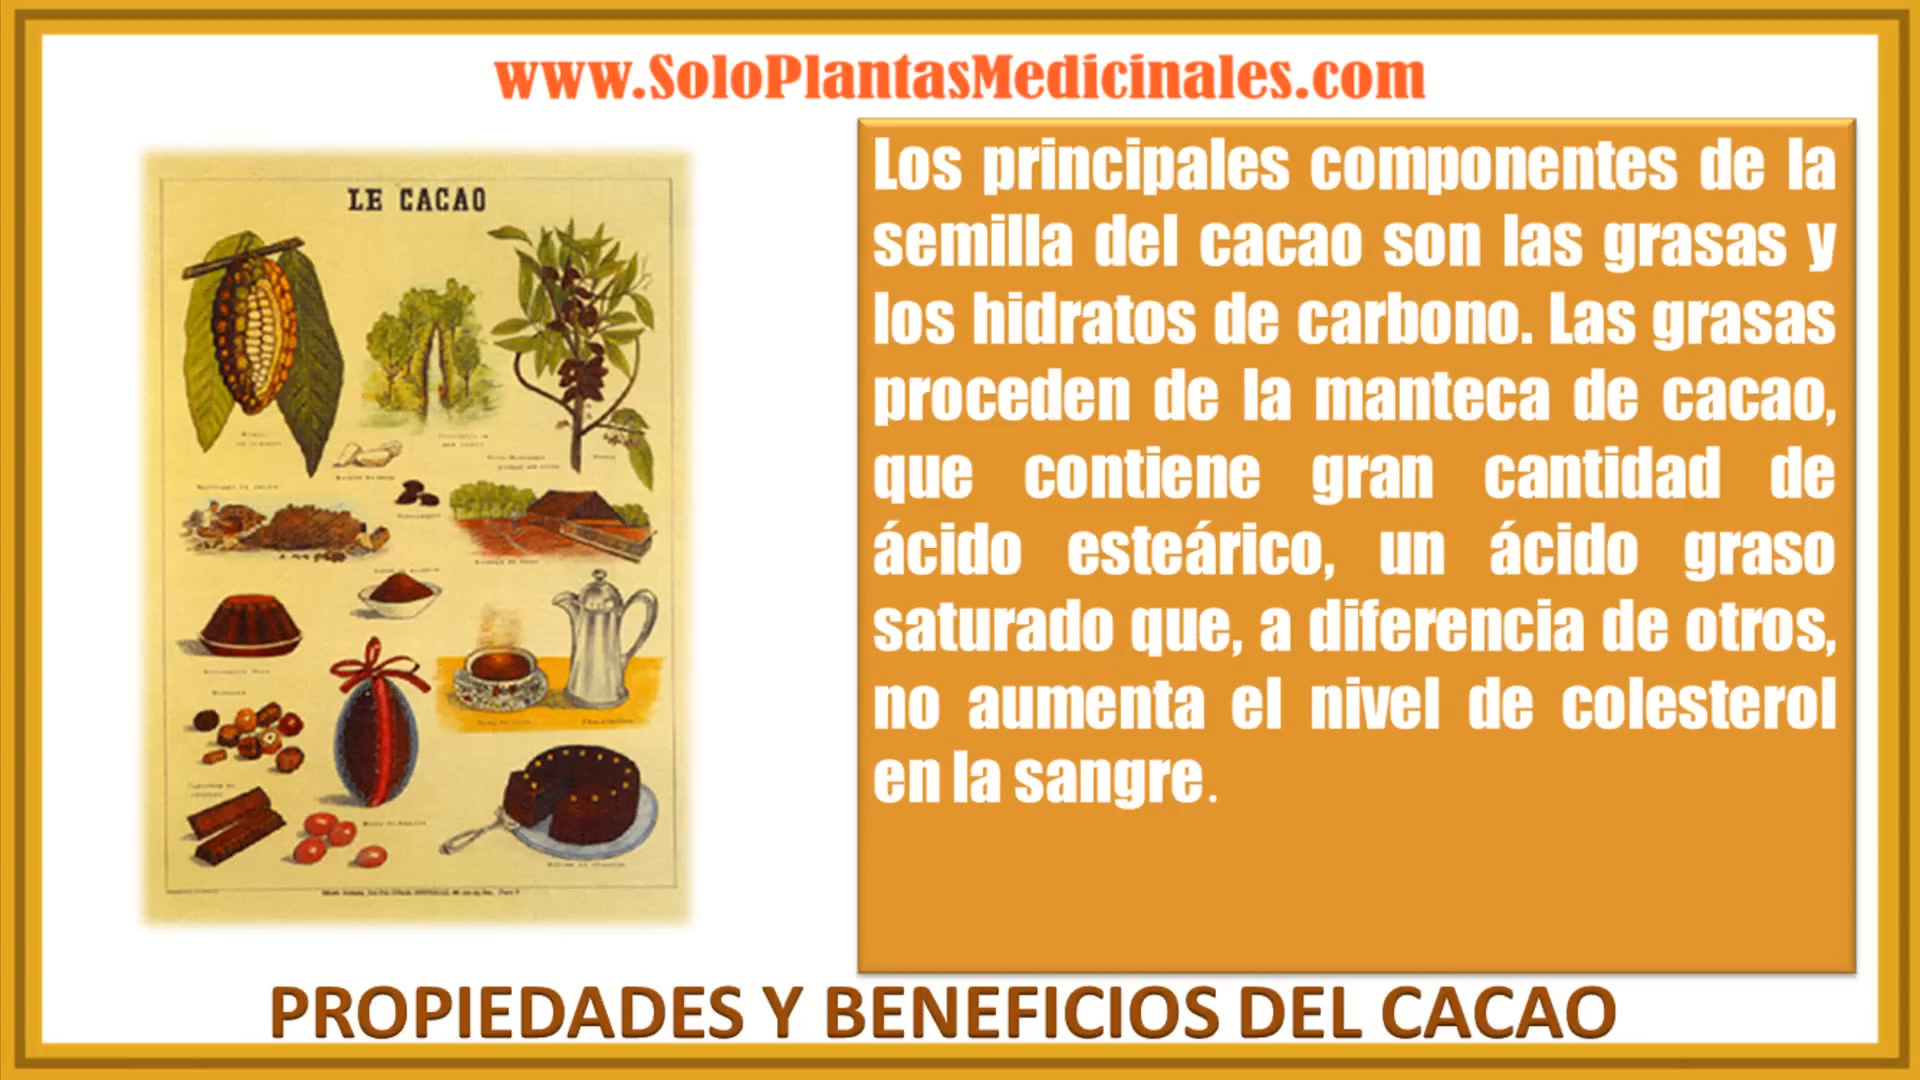 www.SoloPlantasMedicinales.com
LE CACAO
Los principales componentes de la
semilla del cacao son las grasas y
los hidratos de carbono. Las grasas
proceden de la manteca de cacao,
que contiene gran cantidad de
ácido esteárico, un ácido graso
saturado que, a diferencia de otros,
no aumenta el nivel de colesterol
en la sangre.
PROPIEDADES Y BENEFICIOS DEL CACAO